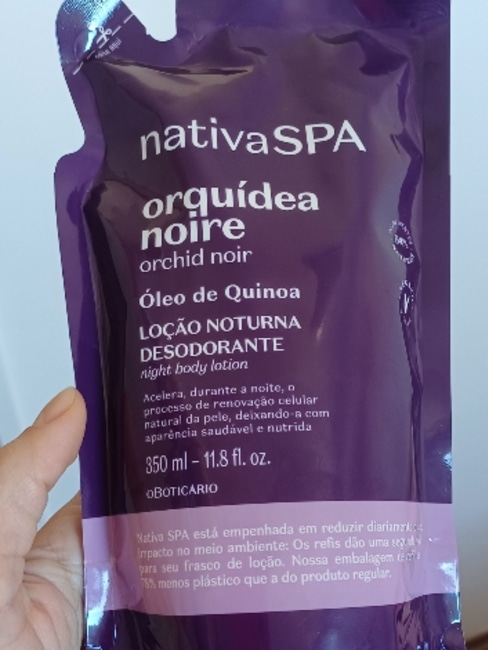 nativaSPA
orquídea
noire
orchid noir
Óleo de Quinoa
LOÇÃO NOTURNA
DESODORANTE
night body lotion
Acelera, durante a noite, o
processo de renovação celular
natural da pele, deixando-a com
aparência saudável e nutrida
350 ml - 11.8 fl. oz.
oBOTICÁRIO
Nativa SPA está empenhada em reduzir
impacto no meio ambiente: Os refis dão uma
para seu frasco de loção. Nossa embalagem
menos plástico que a do produto regular.